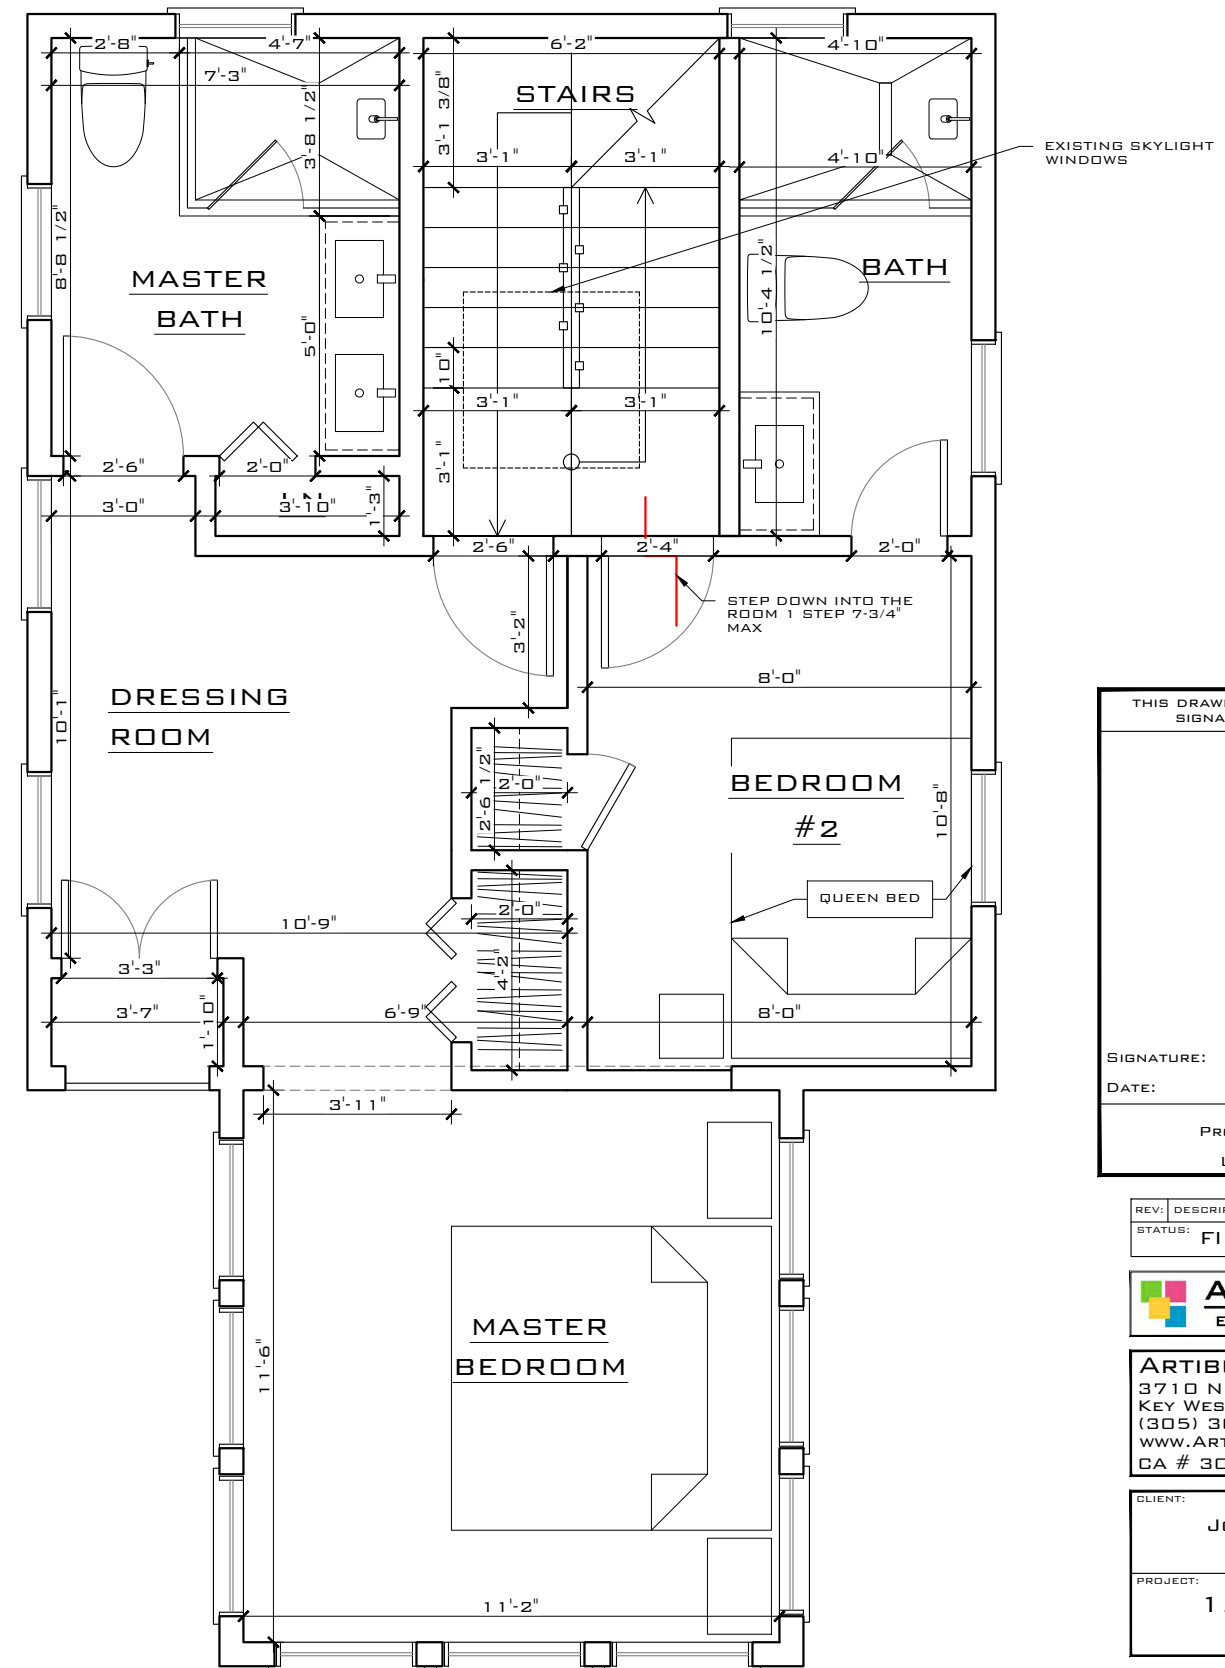 2'-8"
4'-7"
6'-2"
4'-10"
7'-3"
3'-8 1/2"
3'-1 3/8"
STAIRS
3'-1"
3'-1"
4'-10"
EXISTING SKYLIGHT
WINDOWS
8'-8 1/2"
MASTER
BATH
5'-0"
10'-4 1/2"
BATH
10"
3'-1"
3'-1"
3'-1"
2'-6"
2'-0"
3'-0"
3'-10"
1'-3"
2'-6"
2'-4"
2'-0"
3'-2"
STEP DOWN INTO THE
ROOM 1 STEP 7-3/4"
MAX
8'-0"
DRESSING
ROOM
10'-1"
2'-6 1/2"
2'-0"
BEDROOM
#2
10'-8"
QUEEN BED
2'-0"
10'-9"
4'-2"
3'-3"
3'-7"
1'-10"
6'-9"
8'-0"
3'-11"
MASTER
BEDROOM
11'-6"
11'-2"
THIS
SIGNATURE:
DATE:
REV:
STATUS:
3710 N
(305)
CA # 30
CLIENT:
PROJECT: